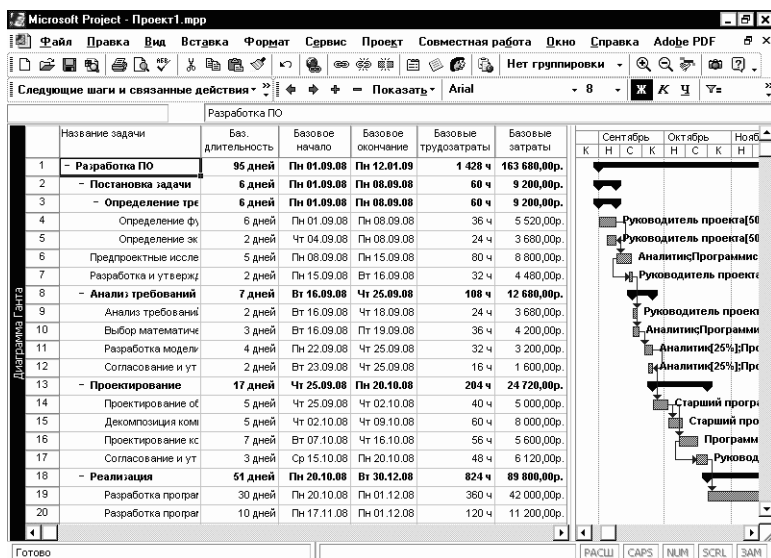 Microsoft Project - Проект1.mpp
Файл Правка Вид Вставка Формат Сервис Проект Совместная работа Окно Справка Adobe PDF
Нет группировки
Следующие шаги и связанные действия Показать Arial 8 Ж К Ч
Разработка ПО
Название задачи Баз. длительность Базовое начало Базовое окончание Базовые трудозатраты Базовые затраты Сентябрь Октябрь Нояб
К Н С К Н С К Н
1 - Разработка ПО 95 дней Пн 01.09.08 Пн 12.01.09 1 428 ч 163 680,00р.
2 - Постановка задачи 6 дней Пн 01.09.08 Пн 08.09.08 60 ч 9 200,00р.
3 - Определение тре 6 дней Пн 01.09.08 Пн 08.09.08 60 ч 9 200,00р.
4 Определение фу 6 дней Пн 01.09.08 Пн 08.09.08 36 ч 5 520,00р. Руководитель проекта[50
5 Определение эк 2 дней Чт 04.09.08 Пн 08.09.08 24 ч 3 680,00р. Руководитель проекта[50
6 Предпроектные иссле 5 дней Пн 08.09.08 Пн 15.09.08 80 ч 8 800,00р. Аналитик;Программис
7 Разработка и утвержд 2 дней Пн 15.09.08 Вт 16.09.08 32 ч 4 480,00р. Руководитель проекта
8 - Анализ требований 7 дней Вт 16.09.08 Чт 25.09.08 108 ч 12 680,00р.
9 Анализ требовани 2 дней Вт 16.09.08 Чт 18.09.08 24 ч 3 680,00р. Руководитель проект
10 Выбор математиче 3 дней Вт 16.09.08 Пт 19.09.08 36 ч 4 200,00р. Аналитик;Программи
11 Разработка модели 4 дней Пн 22.09.08 Чт 25.09.08 32 ч 3 200,00р. Аналитик[25%];Про
12 Согласование и ут 2 дней Вт 23.09.08 Чт 25.09.08 16 ч 1 600,00р. Аналитик[25%];Про
13 - Проектирование 17 дней Чт 25.09.08 Пн 20.10.08 204 ч 24 720,00р.
14 Проектирование об 5 дней Чт 25.09.08 Чт 02.10.08 40 ч 5 000,00р. Старший програ
15 Декомпозиция комп 5 дней Чт 02.10.08 Чт 09.10.08 60 ч 8 000,00р. Старший про
16 Проектирование кс 7 дней Вт 07.10.08 Чт 16.10.08 56 ч 5 600,00р. Программ
17 Согласование и ут 3 дней Ср 15.10.08 Пн 20.10.08 48 ч 6 120,00р. Руковод
18 - Реализация 51 дней Пн 20.10.08 Вт 30.12.08 824 ч 89 800,00р.
19 Разработка програг 30 дней Пн 20.10.08 Пн 01.12.08 360 ч 42 000,00р.
20 Разработка програг 10 дней Пн 17.11.08 Пн 01.12.08 120 ч 11 200,00р.
Диаграмма Ганта
Готово РАСШ CAPS NUM SCRL ЗАМ